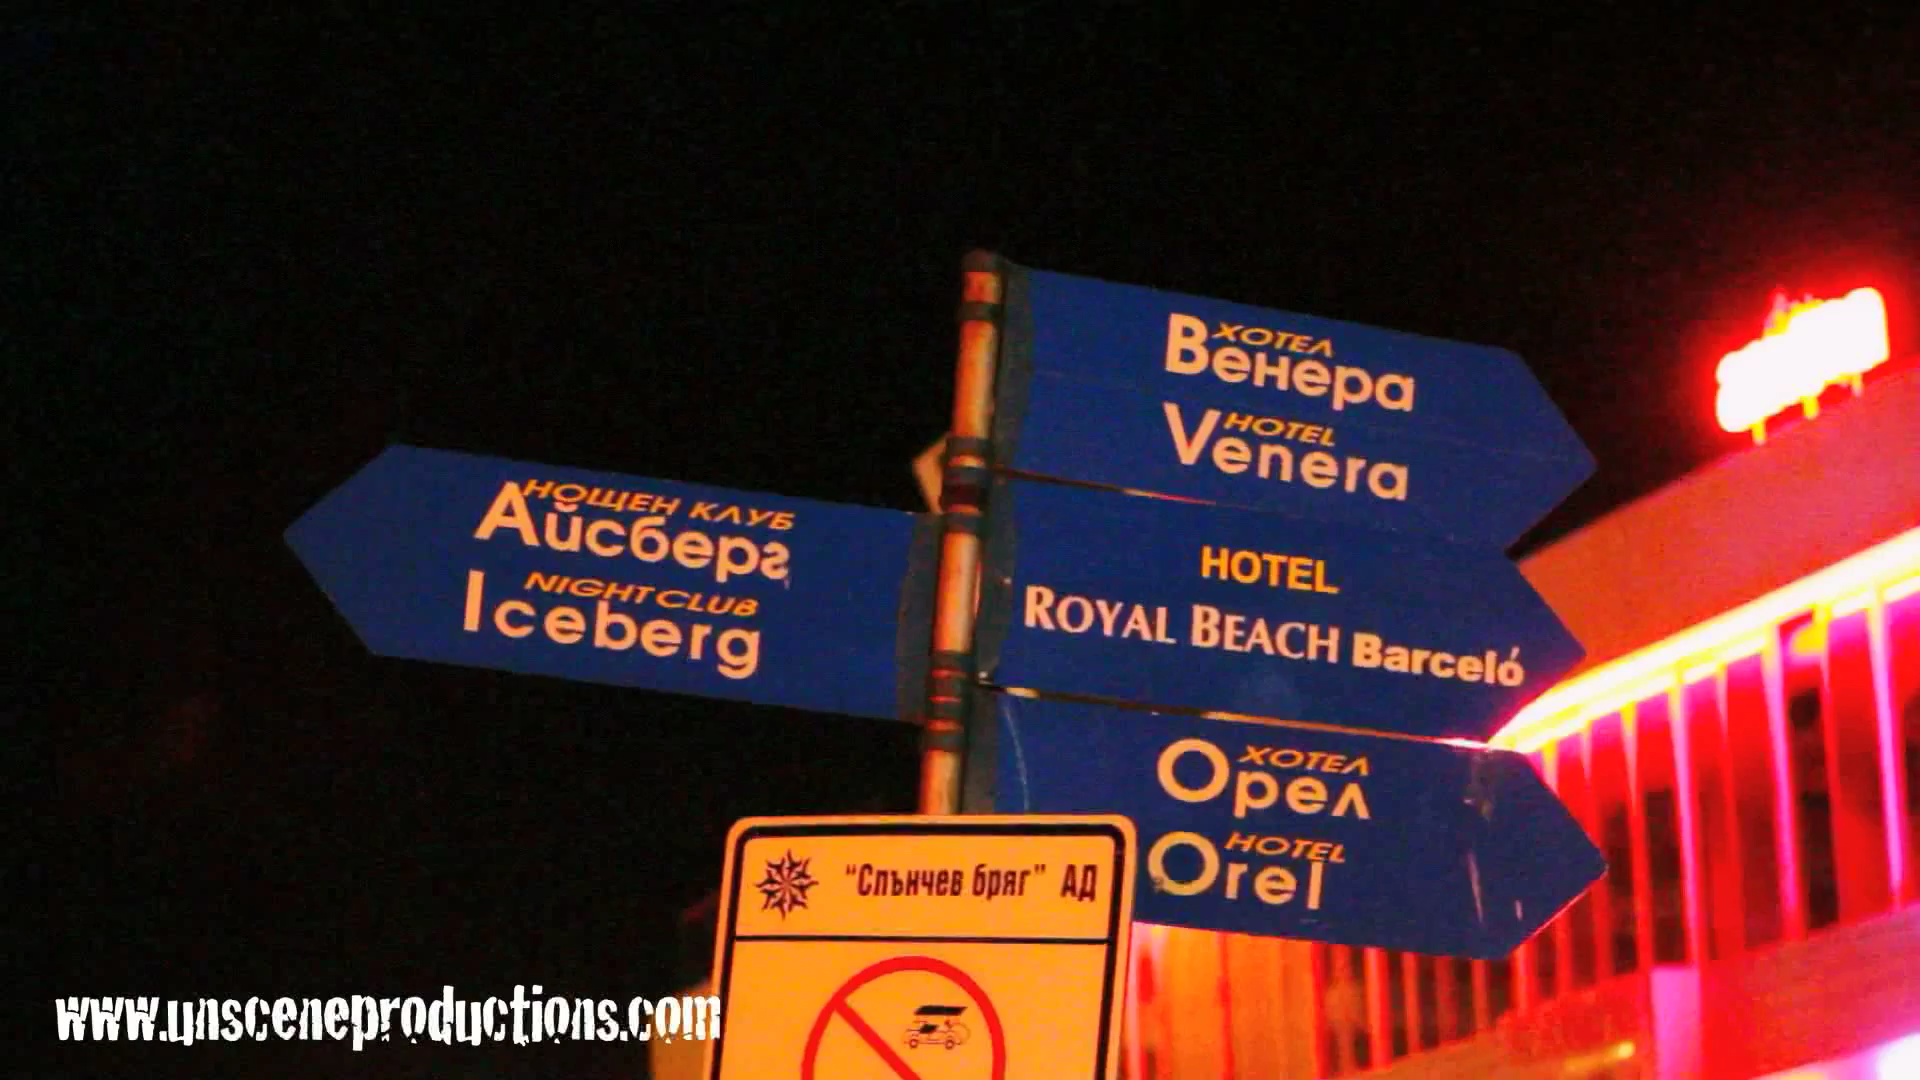 ХОТЕЛ
Венера
HOTEL
Venera
НОЩЕН КЛУБ
Айсберг
NIGHT CLUB
Iceberg
HOTEL
ROYAL BEACH Barceló
ХОТЕЛ
Орел
HOTEL
Orel
"Слънчев бряг" АД
www.unsceneproductions.com